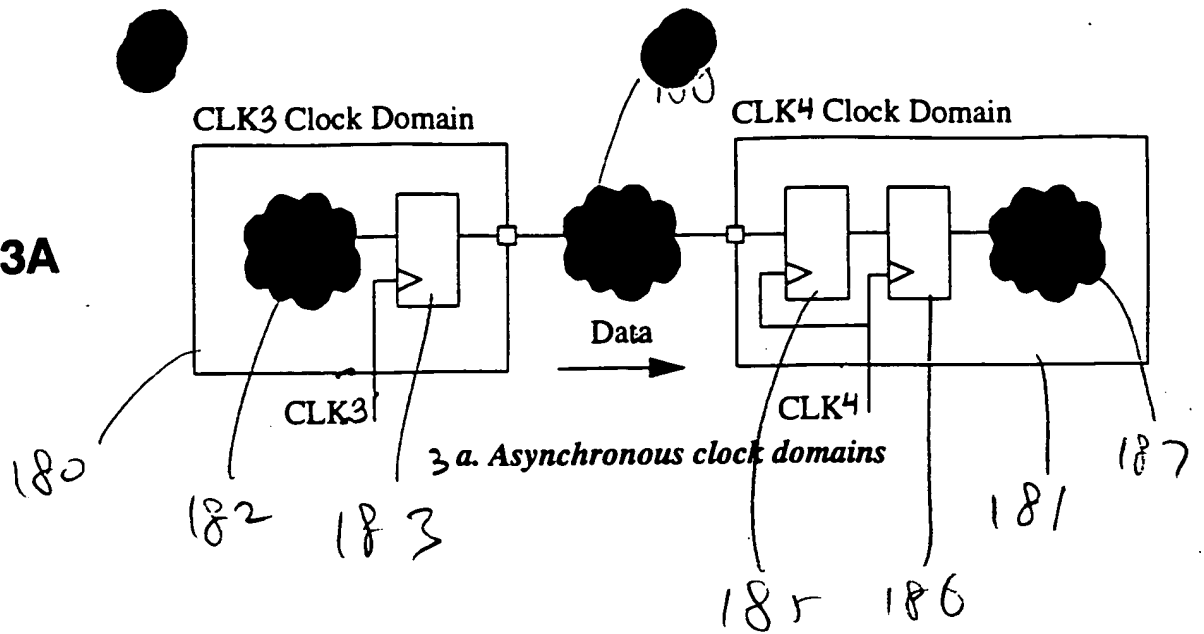 CLK3 Clock Domain
CLK4 Clock Domain
3A
Data
CLK3
CLK4
3 a. Asynchronous clock domains
180
182
183
185
186
181
187